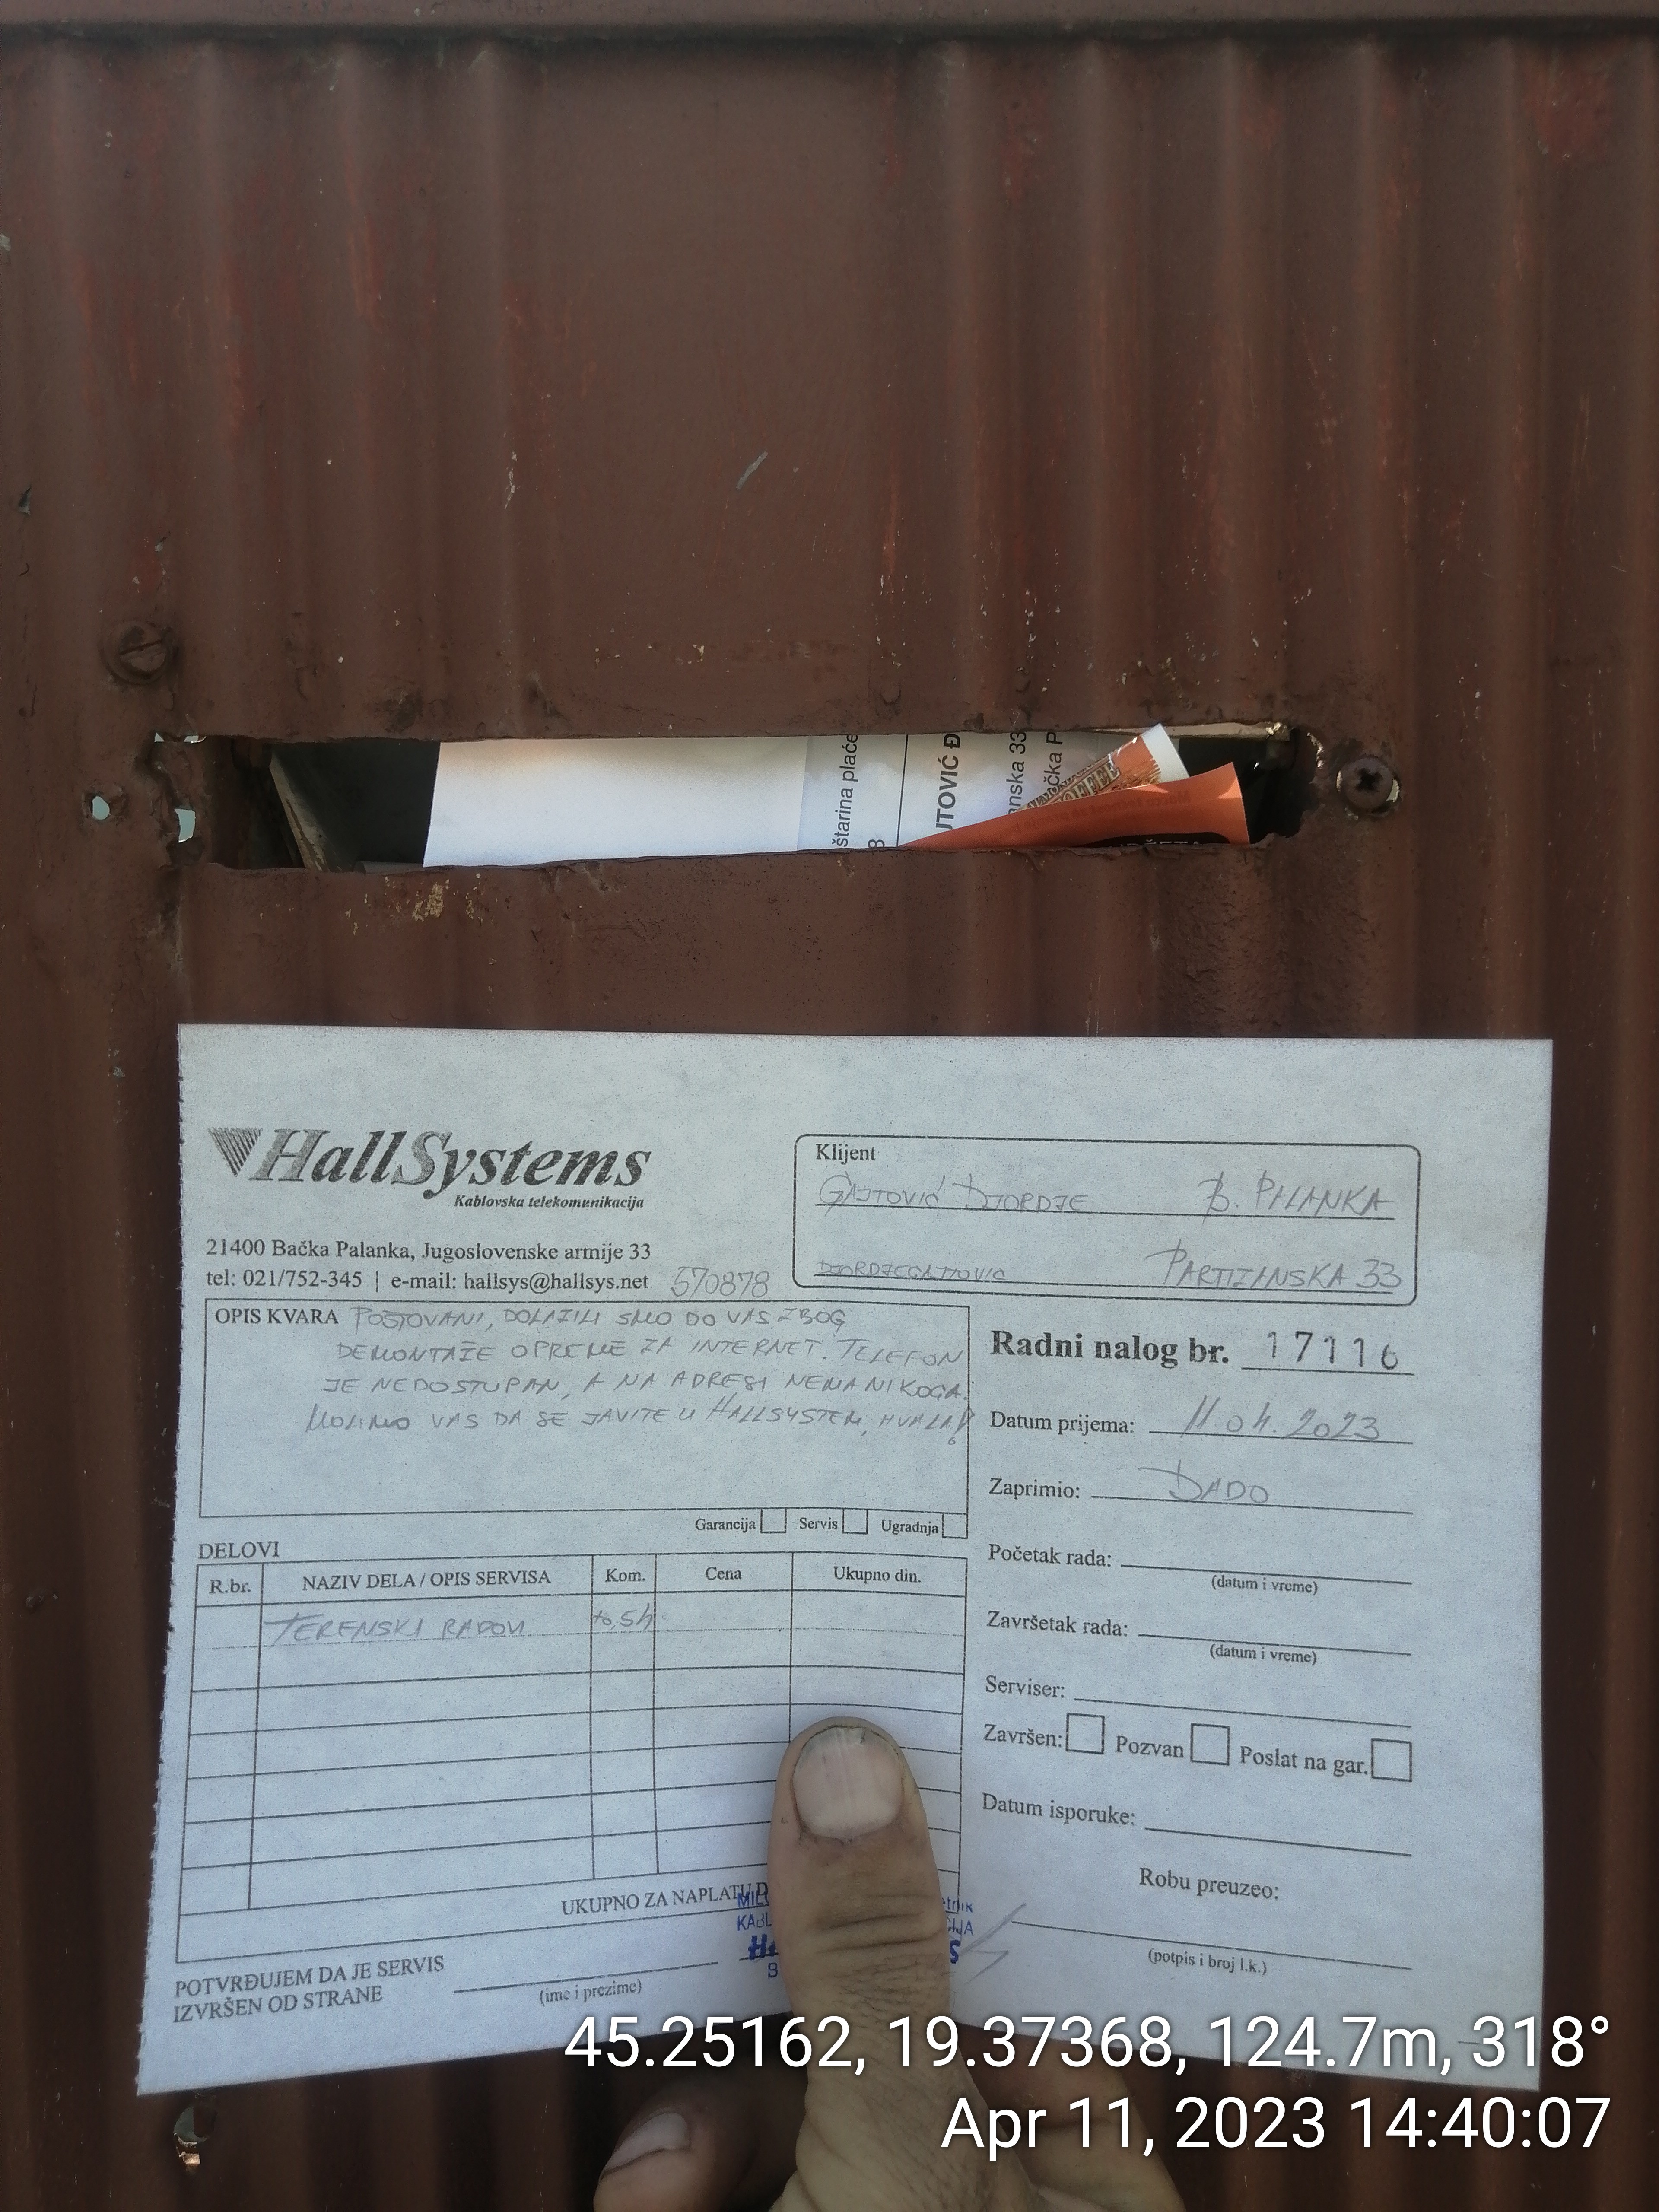 štarina plaće
8
JTOVIĆ Đ
nska 33
čka P
COFFEE
HallSystems
Kablovska telekomunikacija
21400 Bačka Palanka, Jugoslovenske armije 33
tel: 021/752-345 | e-mail: hallsys@hallsys.net 570878
Klijent
GAJTOVIĆ DJORDJE B. PALANKA
DJORDJEGAJTOVIC PARTIZANSKA 33
OPIS KVARA POŠTOVANI, DOLAZILI SMO DO VAS ZBOG
DEMONTAŽE OPREME ZA INTERNET. TELEFON
JE NEDOSTUPAN, A NA ADRESI NEMA NIKOGA.
MOLIMO VAS DA SE JAVITE U HALLSYSTEM, HVALA!
Garancija Servis Ugradnja
Radni nalog br. 17116
Datum prijema: 11.04.2023
Zaprimio: DADO
Početak rada:
(datum i vreme)
Završetak rada:
(datum i vreme)
Serviser:
Završen: Pozvan Poslat na gar.
Datum isporuke:
Robu preuzeo:
(potpis i broj l.k.)
DELOVI
R.br. NAZIV DELA / OPIS SERVISA Kom. Cena Ukupno din.
TERENSKI RADOVI 0,5h
UKUPNO ZA NAPLATU D
POTVRĐUJEM DA JE SERVIS
IZVRŠEN OD STRANE
(ime i prezime)
45.25162, 19.37368, 124.7m, 318°
Apr 11, 2023 14:40:07